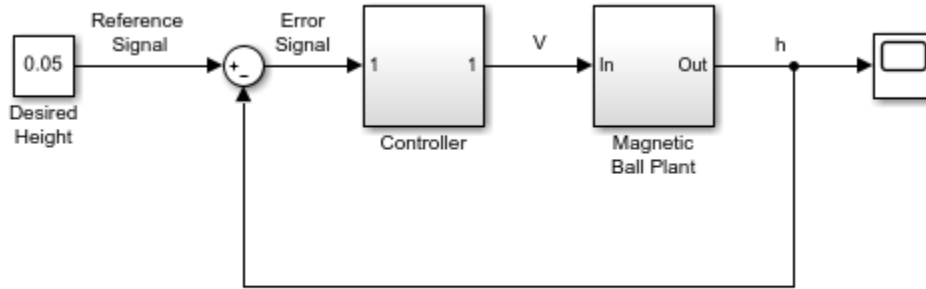 Reference
Signal
Error
Signal
V
h
0.05
+
−
1
1
In
Out
Desired
Height
Controller
Magnetic
Ball Plant